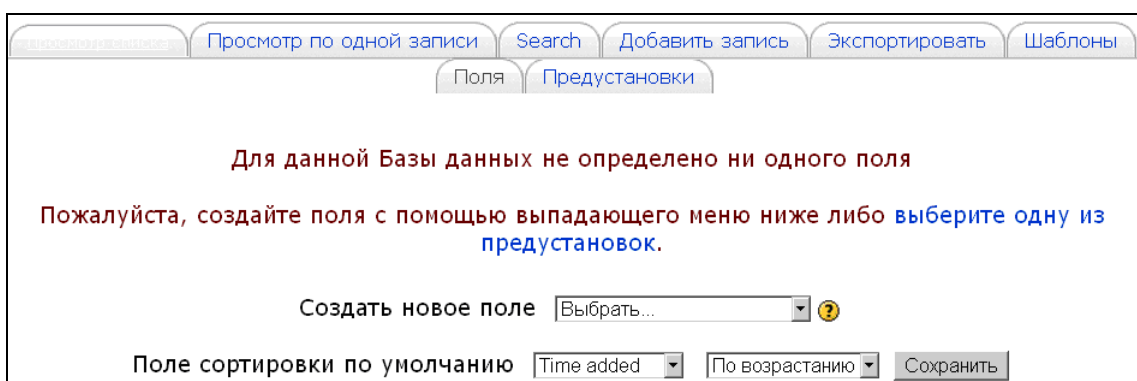 Просмотр списка Просмотр по одной записи Search Добавить запись Экспортировать Шаблоны
Поля Предустановки
Для данной Базы данных не определено ни одного поля
Пожалуйста, создайте поля с помощью выпадающего меню ниже либо выберите одну из
предустановок.
Создать новое поле Выбрать... ?
Поле сортировки по умолчанию Time added По возрастанию Сохранить